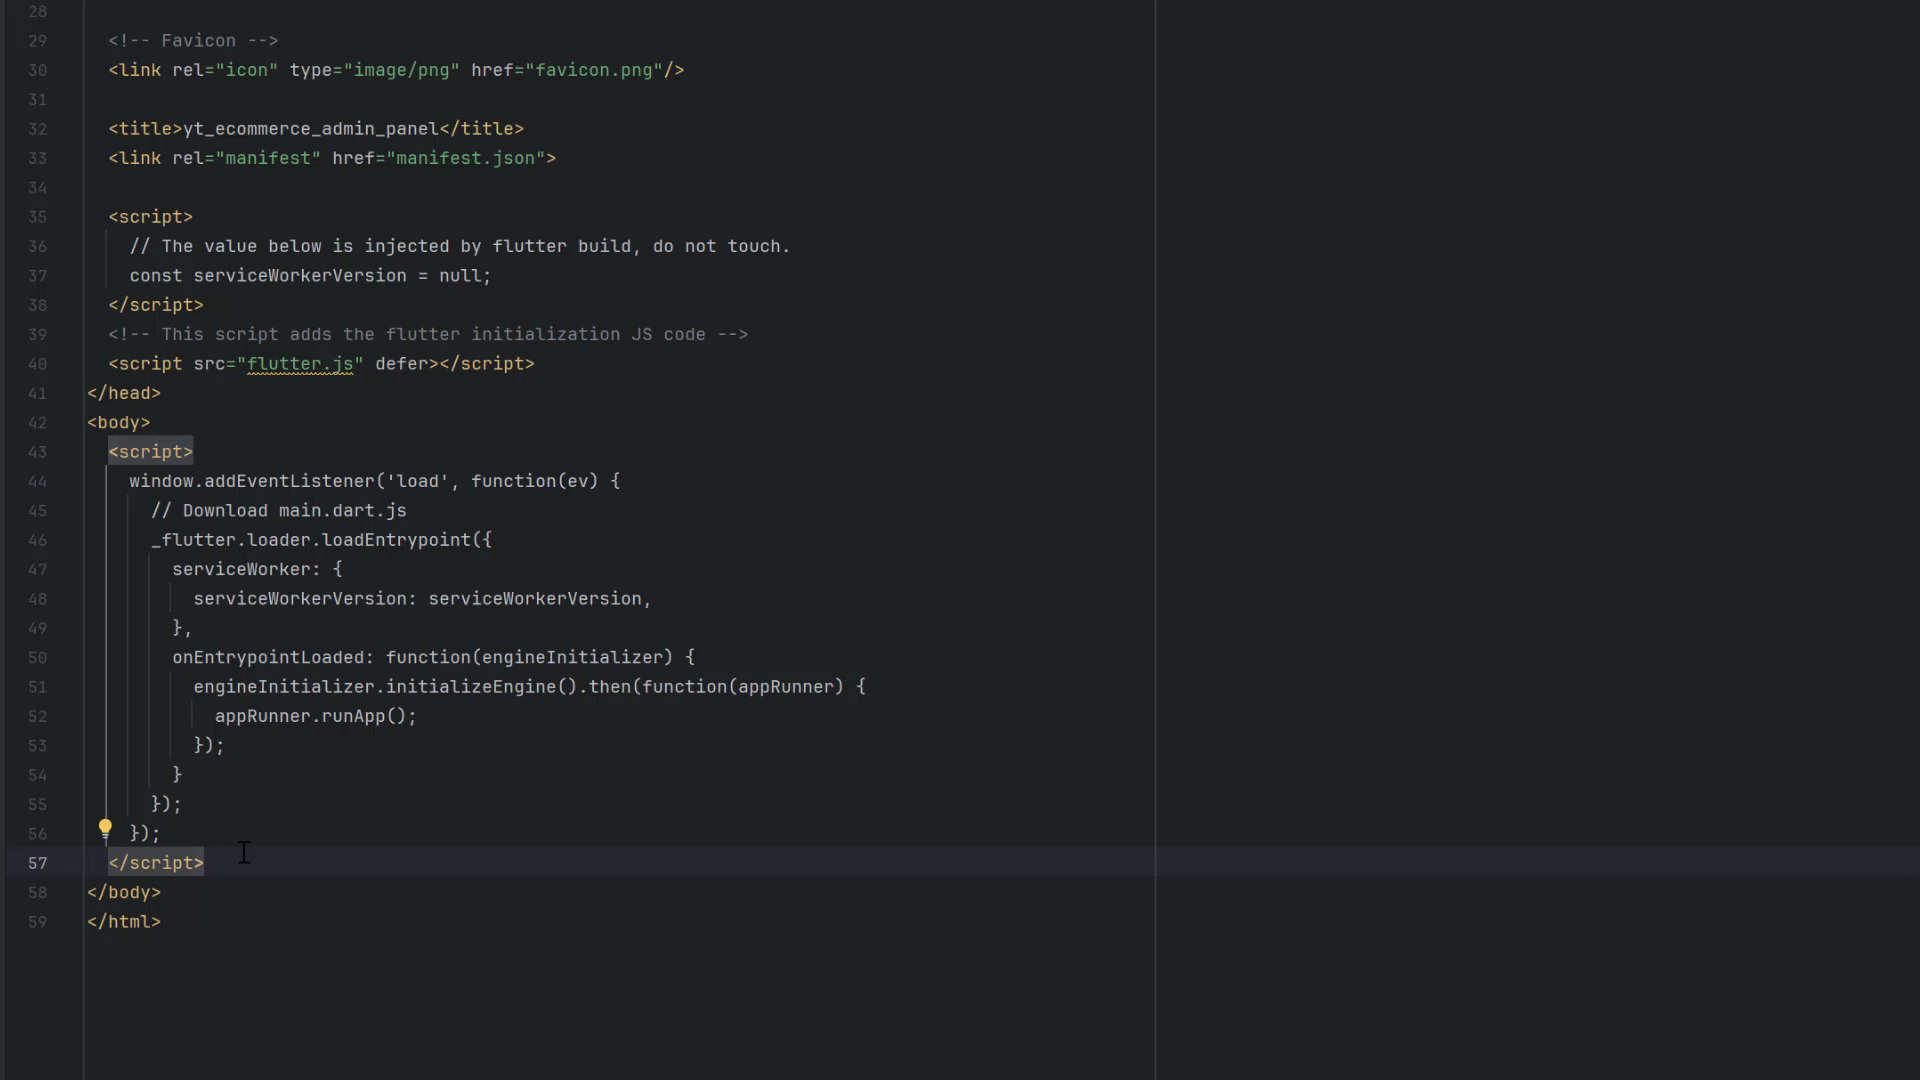 28
29 <!-- Favicon -->
30 <link rel="icon" type="image/png" href="favicon.png"/>
31
32 <title>yt_ecommerce_admin_panel</title>
33 <link rel="manifest" href="manifest.json">
34
35 <script>
36 // The value below is injected by flutter build, do not touch.
37 const serviceWorkerVersion = null;
38 </script>
39 <!-- This script adds the flutter initialization JS code -->
40 <script src="flutter.js" defer></script>
41 </head>
42 <body>
43 <script>
44 window.addEventListener('load', function(ev) {
45 // Download main.dart.js
46 _flutter.loader.loadEntrypoint({
47 serviceWorker: {
48 serviceWorkerVersion: serviceWorkerVersion,
49 },
50 onEntrypointLoaded: function(engineInitializer) {
51 engineInitializer.initializeEngine().then(function(appRunner) {
52 appRunner.runApp();
53 });
54 }
55 });
56 });
57 </script>
58 </body>
59 </html>